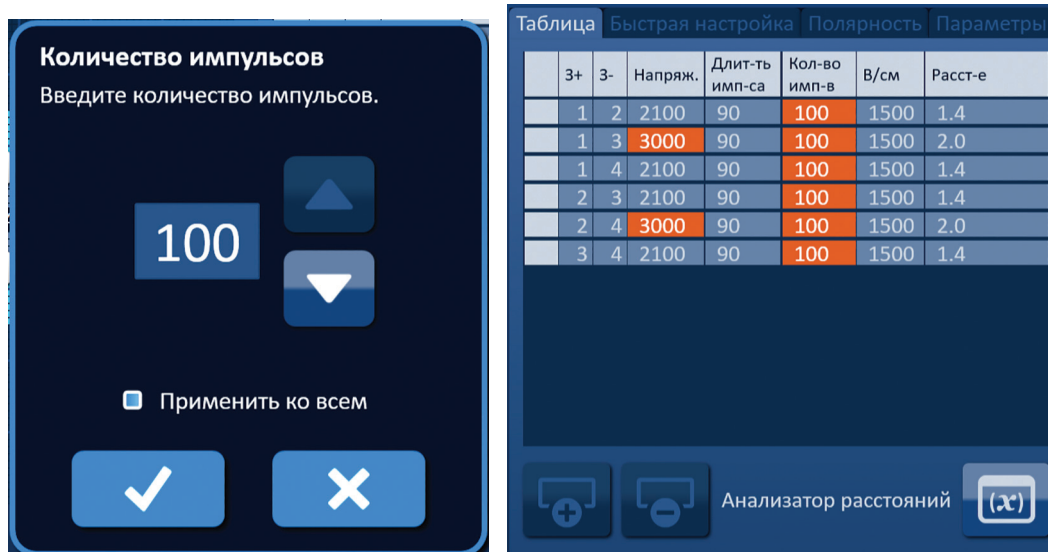 Количество импульсов
Введите количество импульсов.
100
Применить ко всем
Таблица Быстрая настройка Полярность Параметры
З+ З- Напряж. Длит-ть имп-са Кол-во имп-в В/см Расст-е
1 2 2100 90 100 1500 1.4
1 3 3000 90 100 1500 2.0
1 4 2100 90 100 1500 1.4
2 3 2100 90 100 1500 1.4
2 4 3000 90 100 1500 2.0
3 4 2100 90 100 1500 1.4
Анализатор расстояний (x)